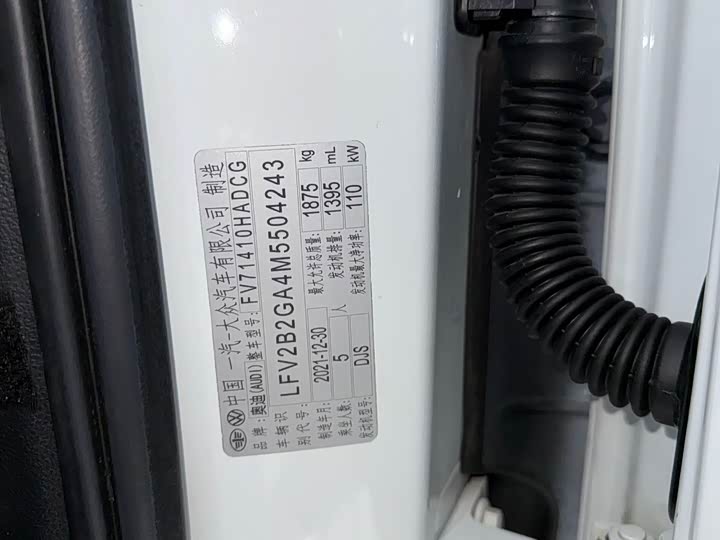 中国 一汽-大众汽车有限公司 制造
品牌:奥迪(AUDI) 整车型号: FV71410HADCG
车辆识别代号: LFV2B2GA4M5504243
制造年月: 2021-12-30 最大允许总质量: 1875 kg
乘坐人数: 5 人 发动机排量: 1395 mL
发动机型号: DJS 发动机最大净功率: 110 kW